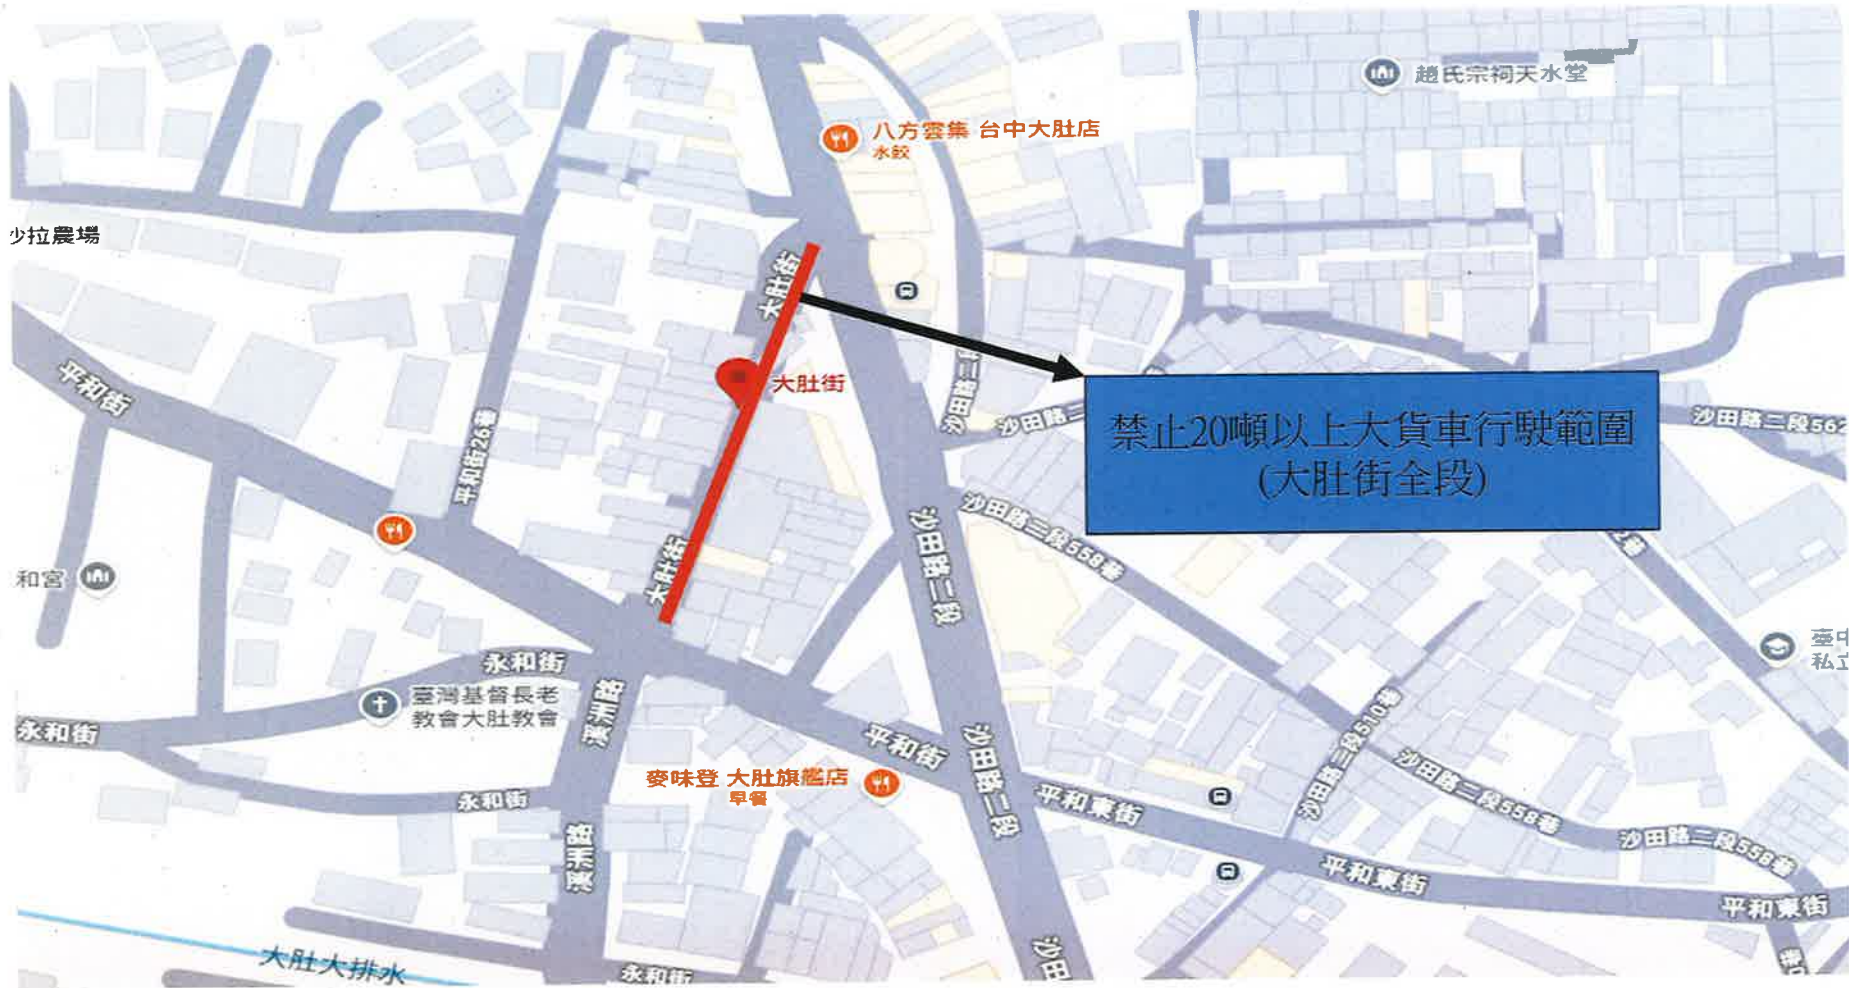 趙氏宗祠天水堂
八方雲集 台中大肚店
水餃
沙拉農場
大肚街
大肚街
平和街
平和街26巷
沙田路二
沙田路二段562
禁止20噸以上大貨車行駛範圍
(大肚街全段)
沙田路二段
沙田路二段558巷
大肚街
和宮
永和街
臺灣基督長老
教會大肚教會
溪洲路
永和街
平和街
沙田路二段
沙田路二段510巷
沙田路二段558巷
沙田路二段558巷
麥味登 大肚旗艦店
早餐
永和街
平和東街
平和東街
平和東街
溪洲路
大肚大排水
永和街
沙田
臺中
私立